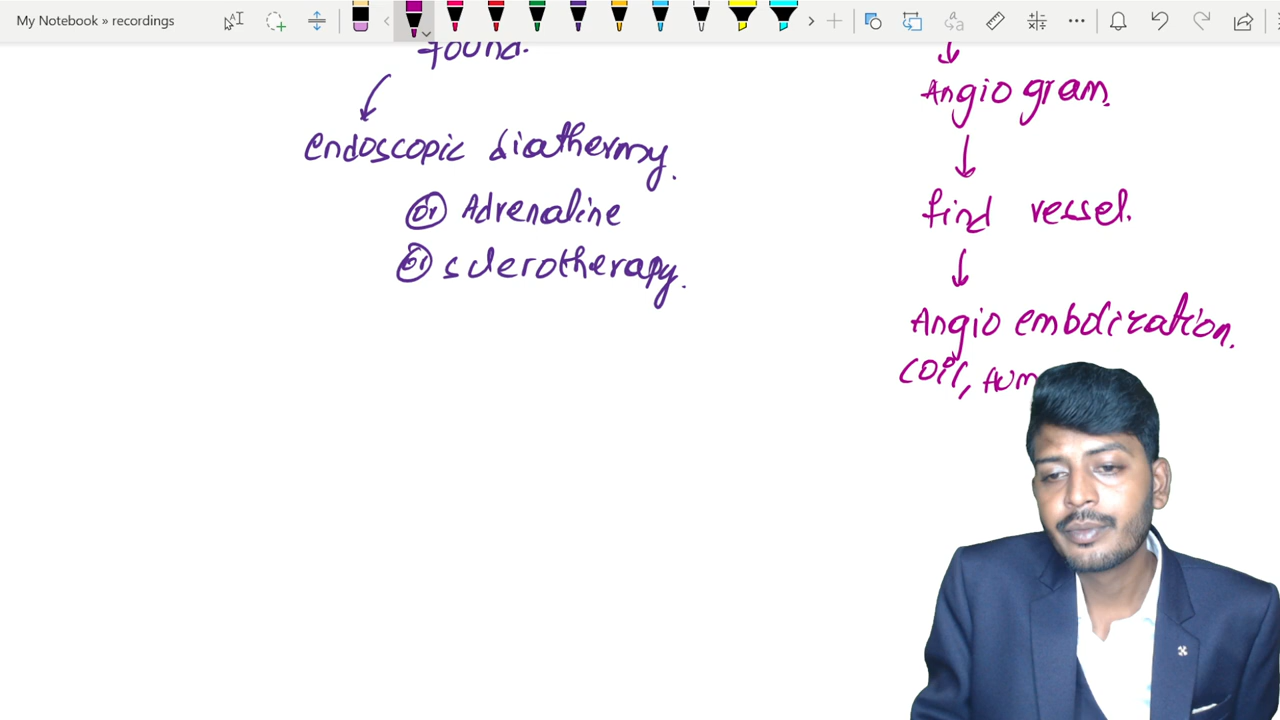 My Notebook » recordings
found.
endoscopic diathermy.
or Adrenaline
or sclerotherapy.
Angiogram.
find vessel.
Angio embolization.
coil,